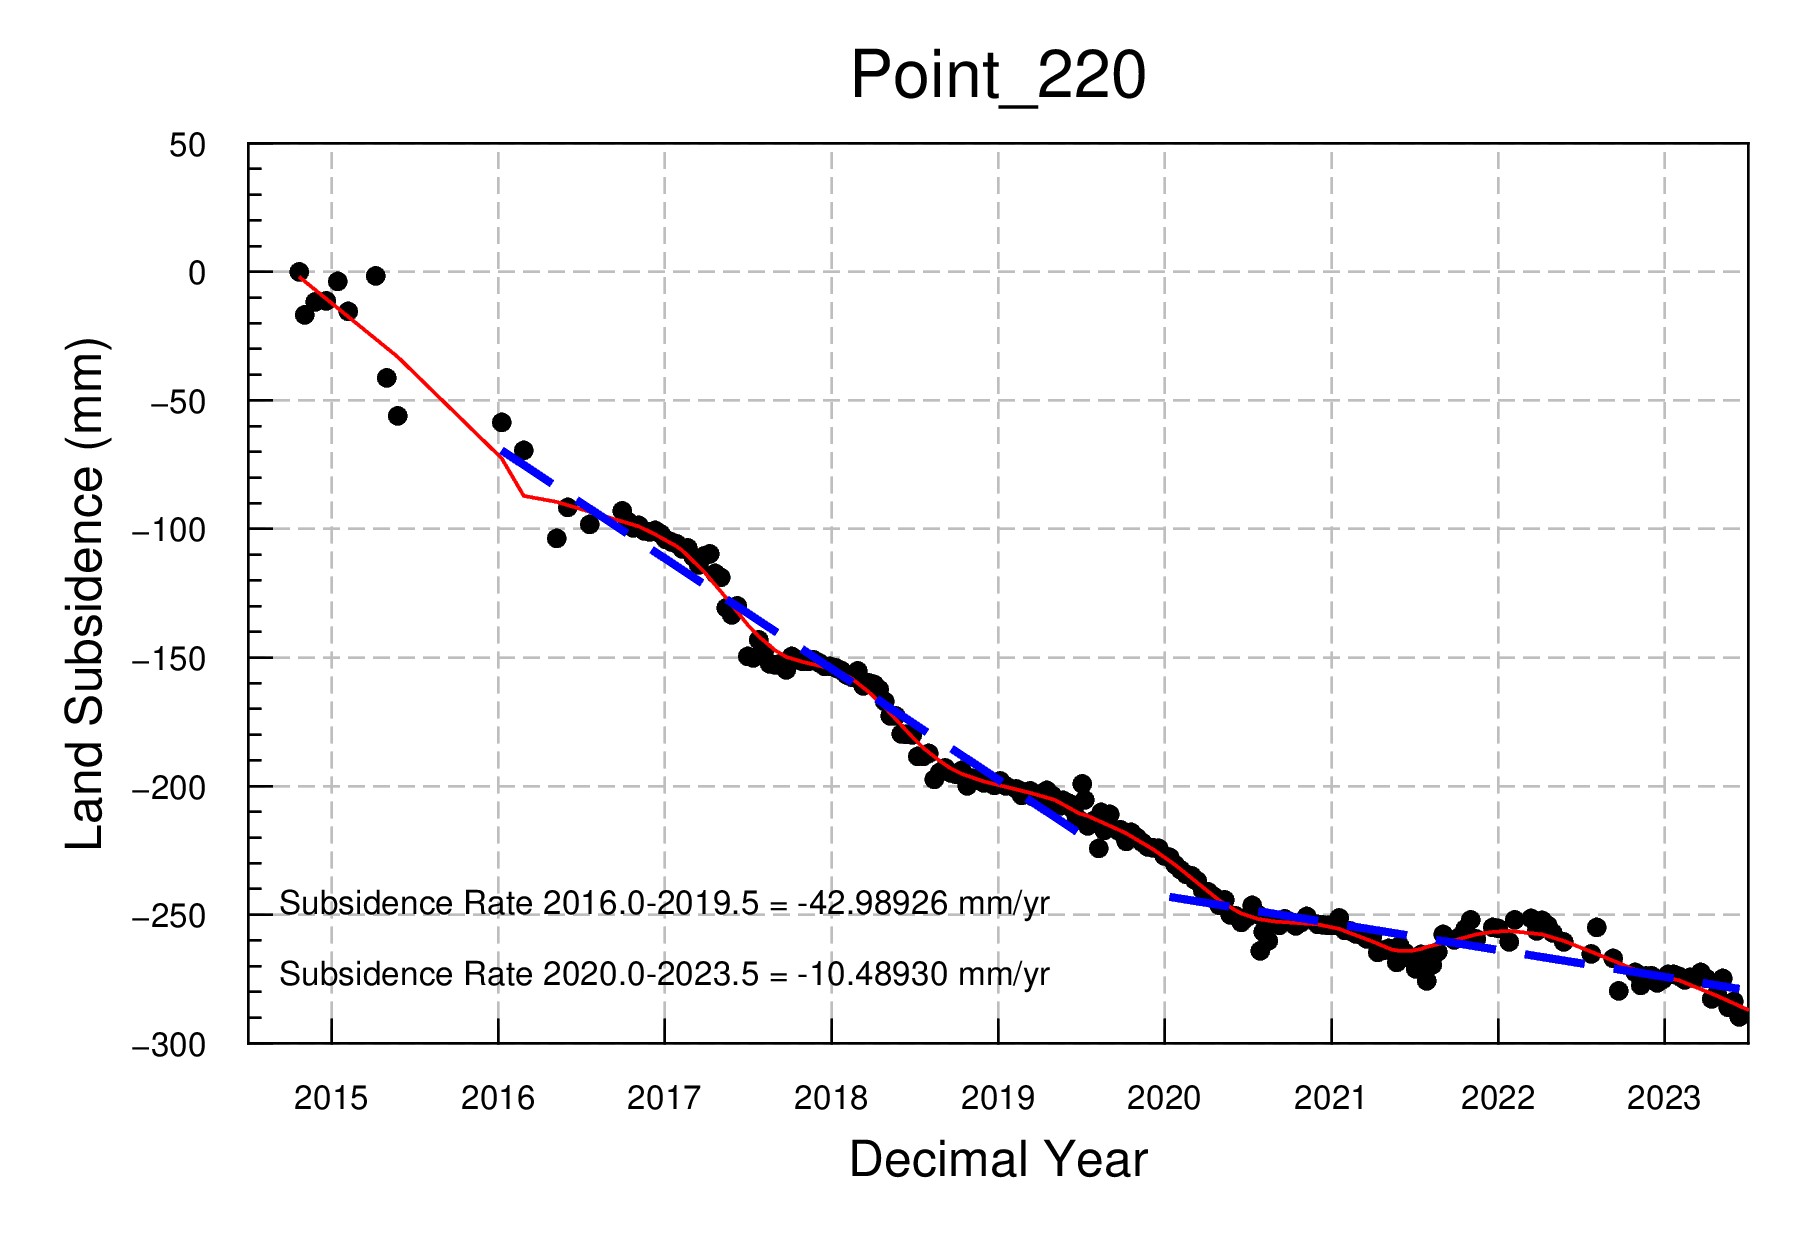 Point_220
50
0
−50
−100
−150
−200
−250
−300
Land Subsidence (mm)
Subsidence Rate 2016.0-2019.5 = -42.98926 mm/yr
Subsidence Rate 2020.0-2023.5 = -10.48930 mm/yr
2015 2016 2017 2018 2019 2020 2021 2022 2023
Decimal Year